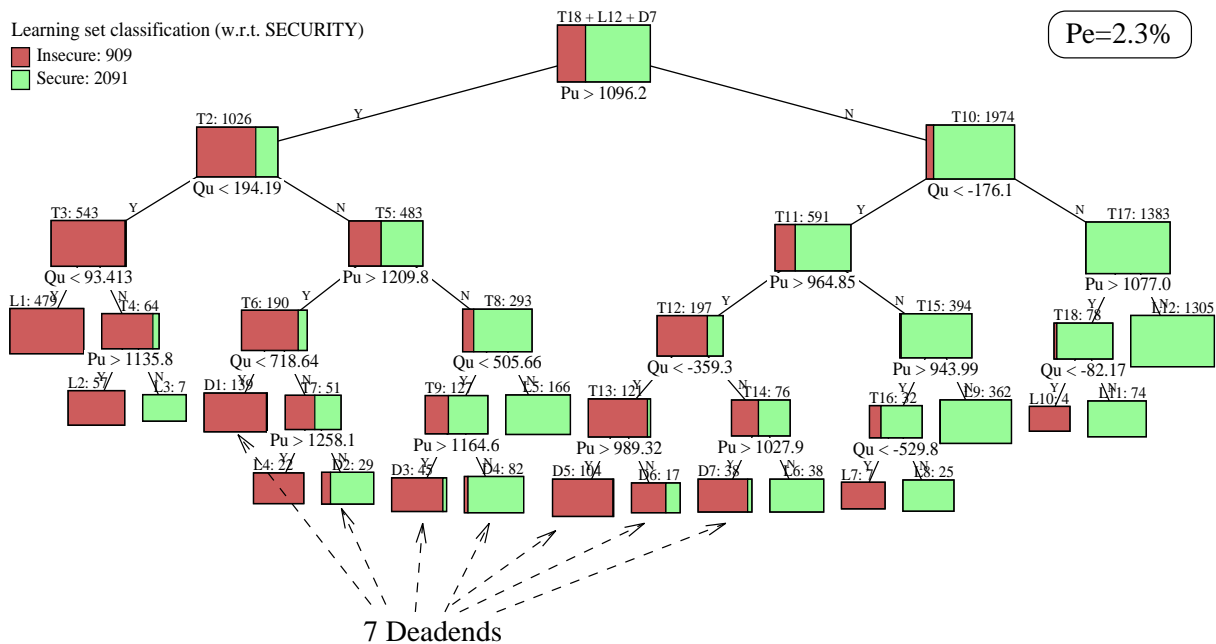 T18 + L12 + D7
Learning set classification (w.r.t. SECURITY)
Pe=2.3%
Insecure: 909
Secure: 2091
Pu > 1096.2
Y
N
T2: 1026
T10: 1974
Qu < 194.19
Qu < -176.1
Y
N
Y
N
T3: 543
T5: 483
T11: 591
T17: 1383
Qu < 93.413
Pu > 1209.8
Pu > 964.85
Pu > 1077.0
Y
N
Y
N
Y
N
Y
N
L1: 479
T4: 64
T6: 190
T8: 293
T12: 197
T15: 394
T18: 78
L12: 1305
Pu > 1135.8
Qu < 718.64
Qu < 505.66
Qu < -359.3
Pu > 943.99
Qu < -82.17
Y
N
Y
N
Y
N
Y
N
Y
N
Y
N
L2: 57
L3: 7
D1: 139
T7: 51
T9: 127
L5: 166
T13: 121
T14: 76
T16: 32
L9: 362
L10: 4
L11: 74
Pu > 1258.1
Pu > 1164.6
Pu > 989.32
Pu > 1027.9
Qu < -529.8
Y
N
Y
N
Y
N
Y
N
Y
N
L4: 22
D2: 29
D3: 45
D4: 82
D5: 104
D6: 17
D7: 38
L6: 38
L7: 7
L8: 25
7 Deadends